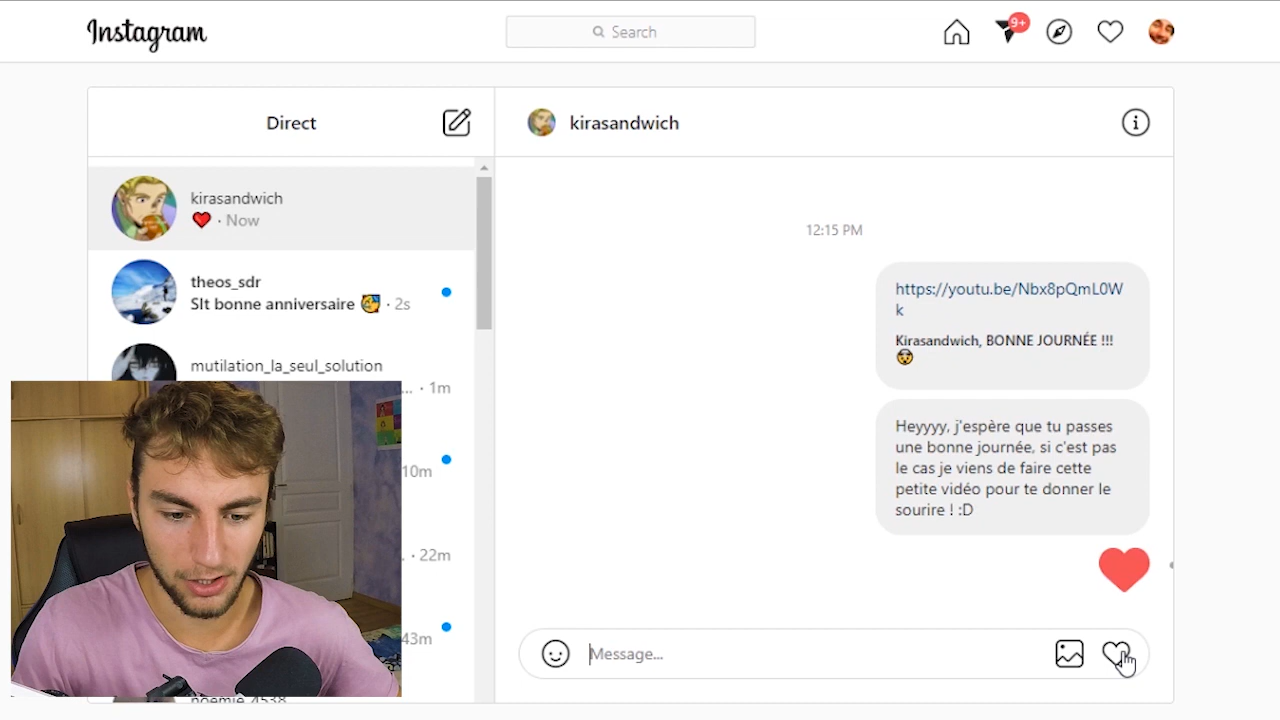 Instagram
Search
9+
Direct
kirasandwich
kirasandwich
❤️ · Now
theos_sdr
Slt bonne anniversaire 🥳 · 2s
mutilation_la_seul_solution
... · 1m
10m
. · 22m
43m
noemie_4538
12:15 PM
https://youtu.be/Nbx8pQmL0W
k
Kirasandwich, BONNE JOURNÉE !!!
😯
Heyyyy, j'espère que tu passes
une bonne journée, si c'est pas
le cas je viens de faire cette
petite vidéo pour te donner le
sourire ! :D
Message...